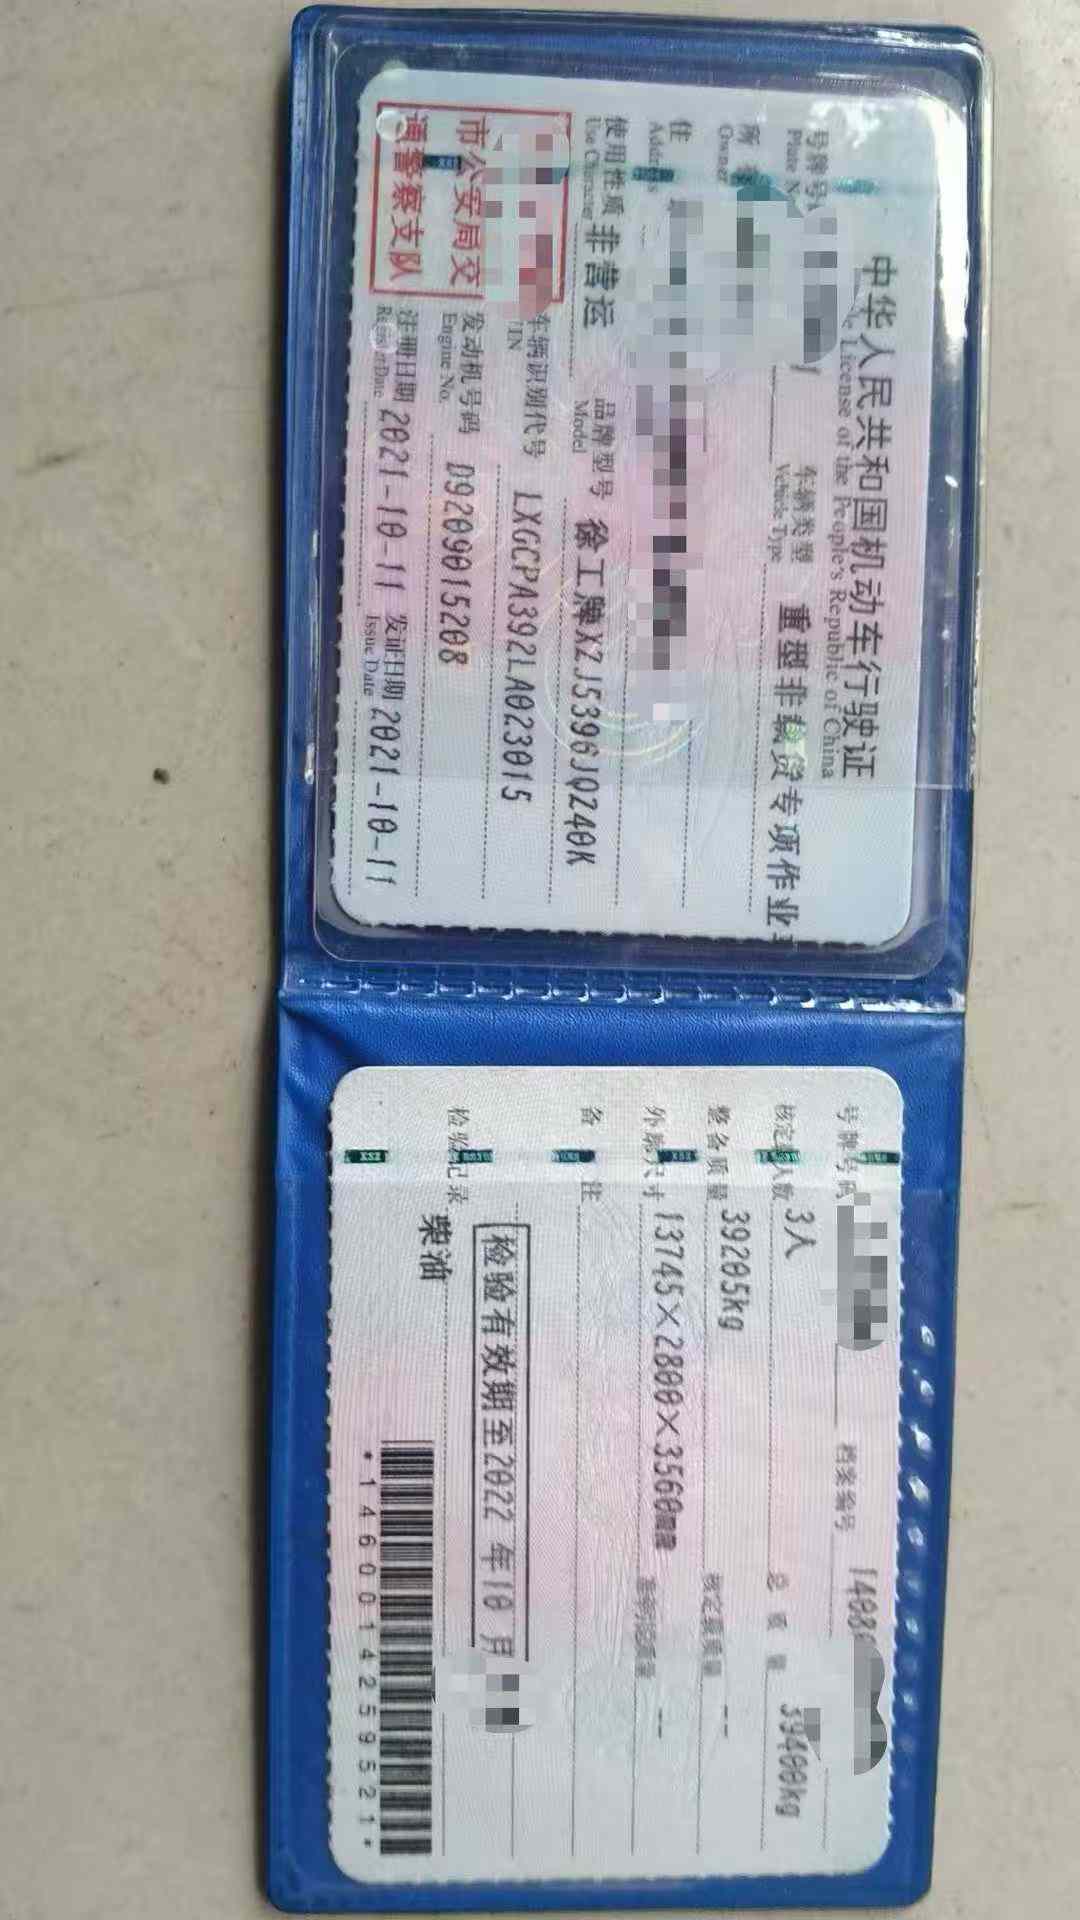 中华人民共和国机动车行驶证
e License of the People's Republic of China
号牌号
Plate N
车辆类型 重型非载货专项作业
Vehicle Type
所
Owner
住
Address
使用性质 非营运
Use Character
品牌型号 徐工牌XZJ5396JQZ40K
Model
市公安局交
通警察支队
车辆识别代号 LXGCPA392LA023015
VIN
发动机号码 D9209015208
Engine No.
注册日期 2021-10-11 发证日期 2021-10-11
Register Date Issue Date
号牌号码 档案编号 1408
核定载人数 3人 总质量 39400kg
整备质量 39205kg 核定载质量 --
外廓尺寸 13745×2800×3560mm 准牵引总质量 --
备注
检验有效期至2022年10月
检验记录
柴油
*1460014259521*